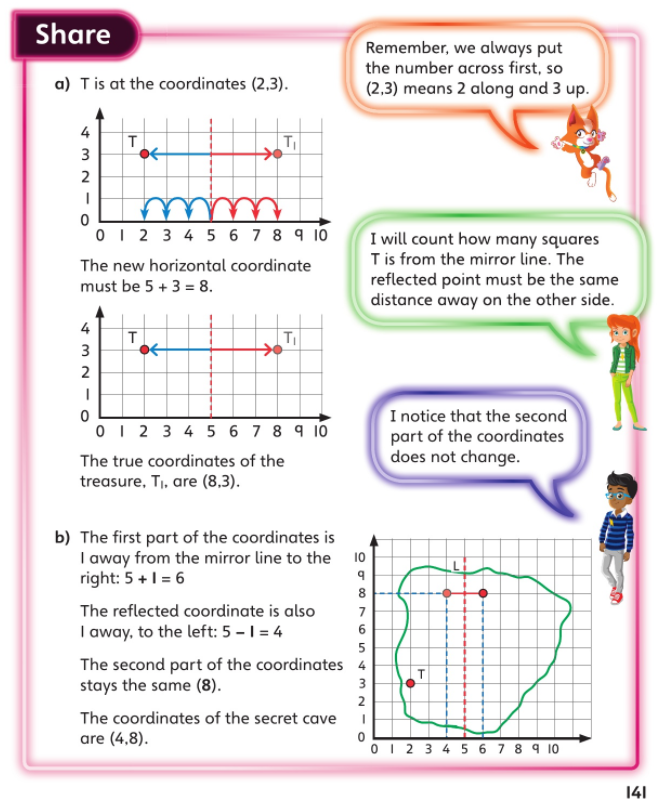 Share
a) T is at the coordinates (2,3).
Remember, we always put
the number across first, so
(2,3) means 2 along and 3 up.
4
3
2
1
0
T
T1
0 1 2 3 4 5 6 7 8 9 10
The new horizontal coordinate
must be 5 + 3 = 8.
I will count how many squares
T is from the mirror line. The
reflected point must be the same
distance away on the other side.
4
3
2
1
0
T
T1
0 1 2 3 4 5 6 7 8 9 10
The true coordinates of the
treasure, T1, are (8,3).
I notice that the second
part of the coordinates
does not change.
b) The first part of the coordinates is
1 away from the mirror line to the
right: 5 + 1 = 6
The reflected coordinate is also
1 away, to the left: 5 – 1 = 4
The second part of the coordinates
stays the same (8).
The coordinates of the secret cave
are (4,8).
10
9
8
7
6
5
4
3
2
1
0
L
T
0 1 2 3 4 5 6 7 8 9 10
141